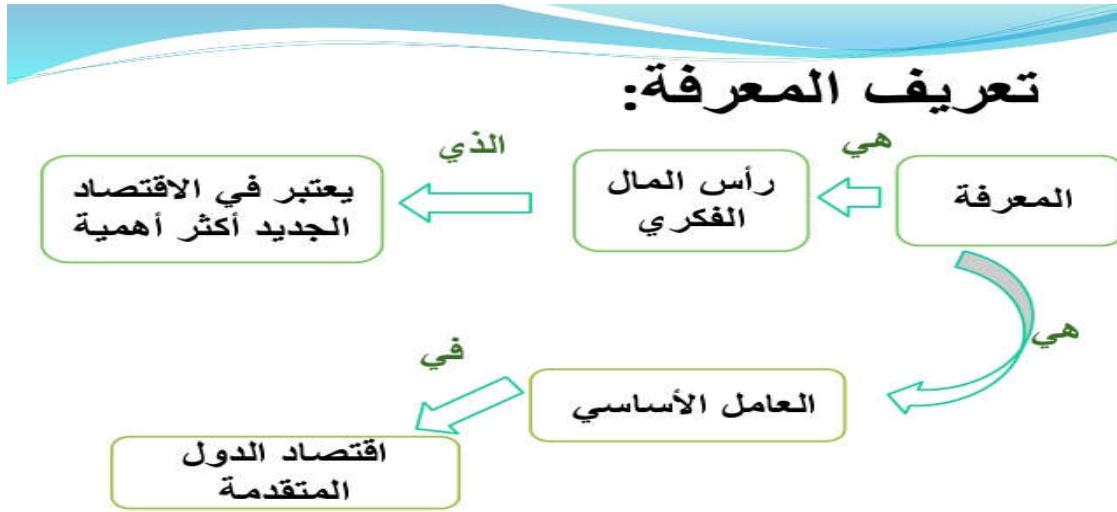 تعريف المعرفة:
المعرفة
هي
رأس المال
الفكري
الذي
يعتبر في الاقتصاد
الجديد أكثر أهمية
هي
العامل الأساسي
في
اقتصاد الدول
المتقدمة